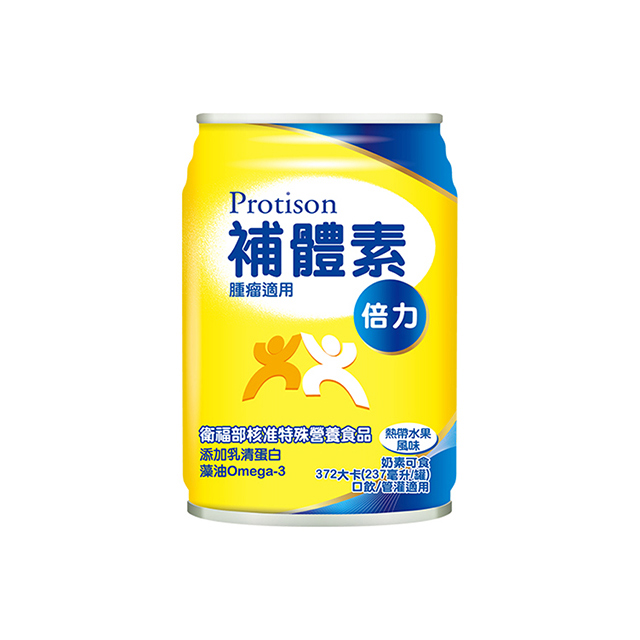 Protison
補體素
腫瘤適用
倍力
衛福部核准特殊營養食品
添加乳清蛋白
藻油Omega-3
熱帶水果
風味
奶素可食
372大卡(237毫升/罐)
口飲/管灌適用